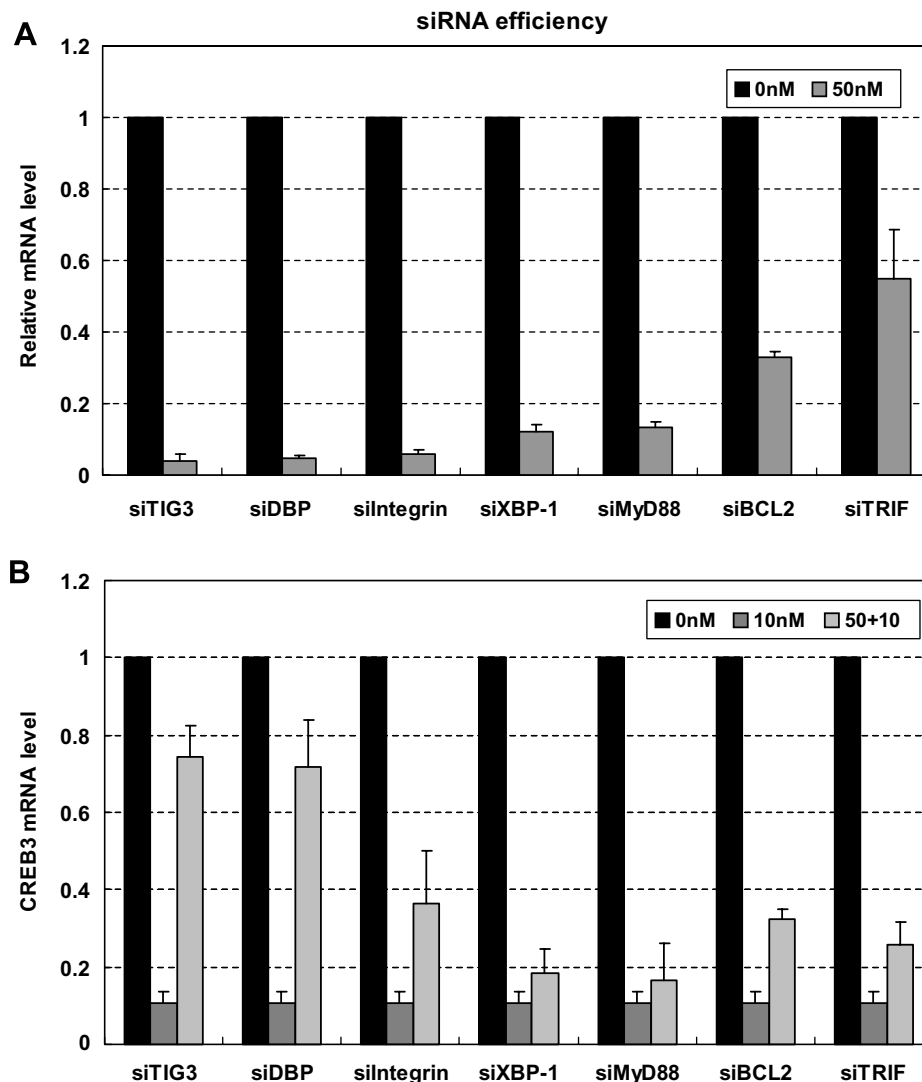 A
siRNA efficiency
1.2
1
0.8
0.6
0.4
0.2
0
Relative mRNA level
0nM 50nM
siTIG3 siDBP siIntegrin siXBP-1 siMyD88 siBCL2 siTRIF
B
1.2
1
0.8
0.6
0.4
0.2
0
CREB3 mRNA level
0nM 10nM 50+10
siTIG3 siDBP siIntegrin siXBP-1 siMyD88 siBCL2 siTRIF